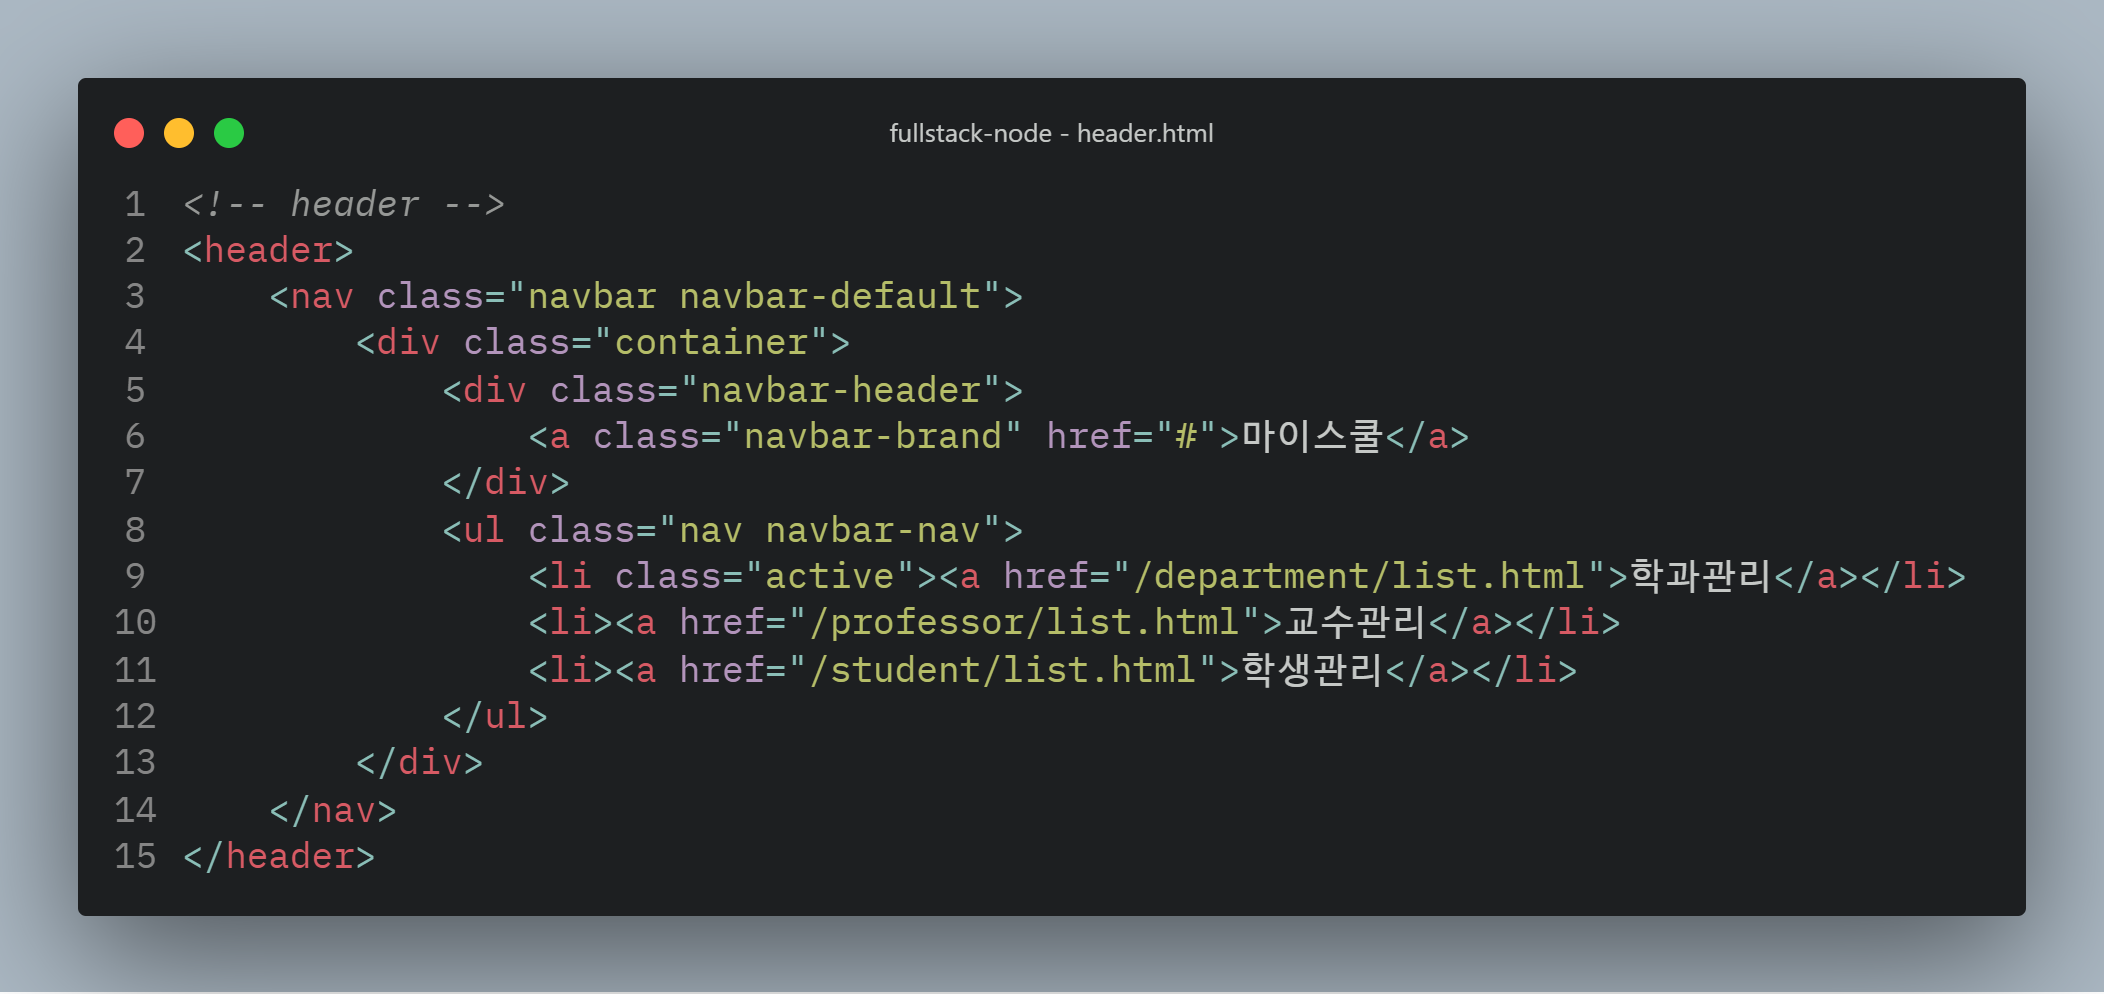 fullstack-node - header.html
1 <!-- header -->
2 <header>
3     <nav class="navbar navbar-default">
4         <div class="container">
5             <div class="navbar-header">
6                 <a class="navbar-brand" href="#">마이스쿨</a>
7             </div>
8             <ul class="nav navbar-nav">
9                 <li class="active"><a href="/department/list.html">학과관리</a></li>
10                 <li><a href="/professor/list.html">교수관리</a></li>
11                 <li><a href="/student/list.html">학생관리</a></li>
12             </ul>
13         </div>
14     </nav>
15 </header>